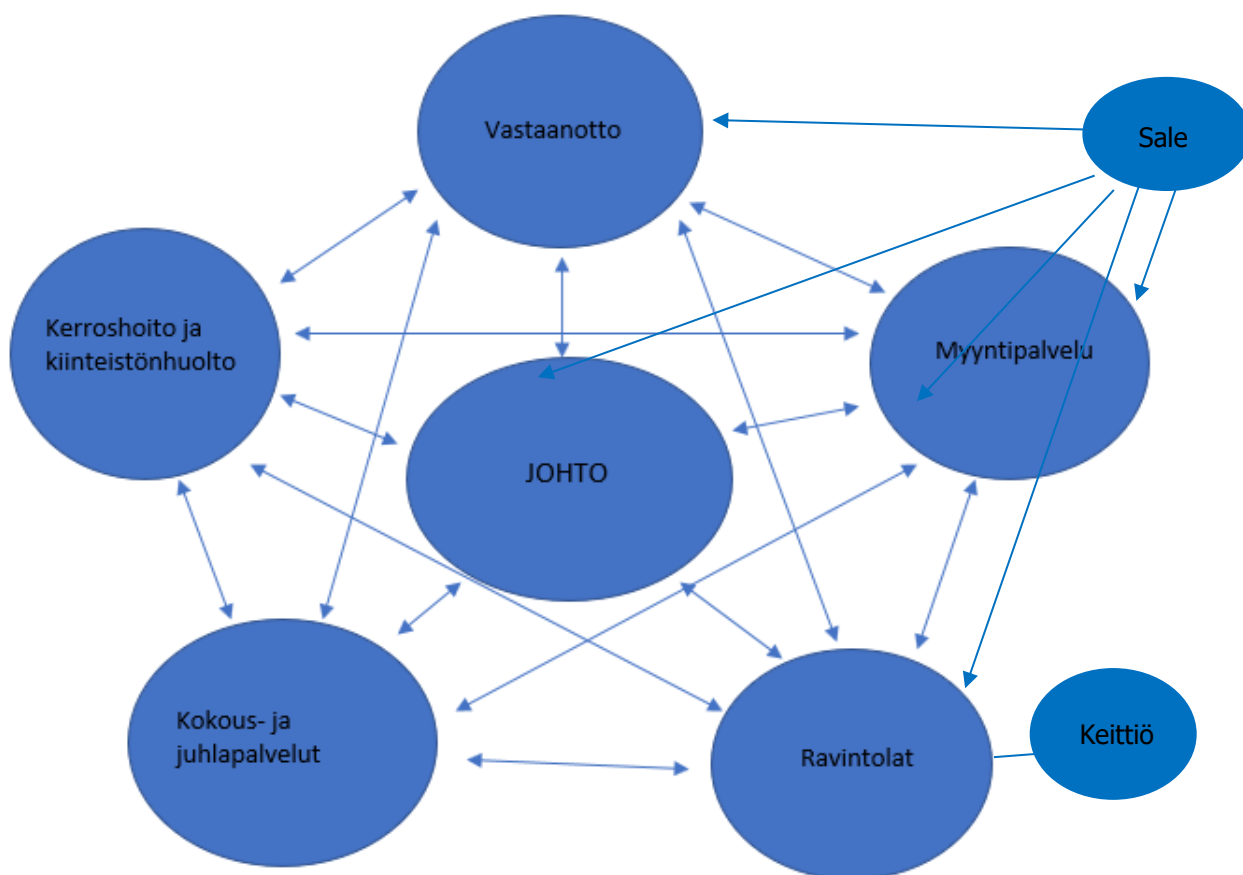 Vastaanotto
Sale
Kerroshoito ja
kiinteistönhuolto
Myyntipalvelu
JOHTO
Kokous- ja
juhlapalvelut
Ravintolat
Keittiö